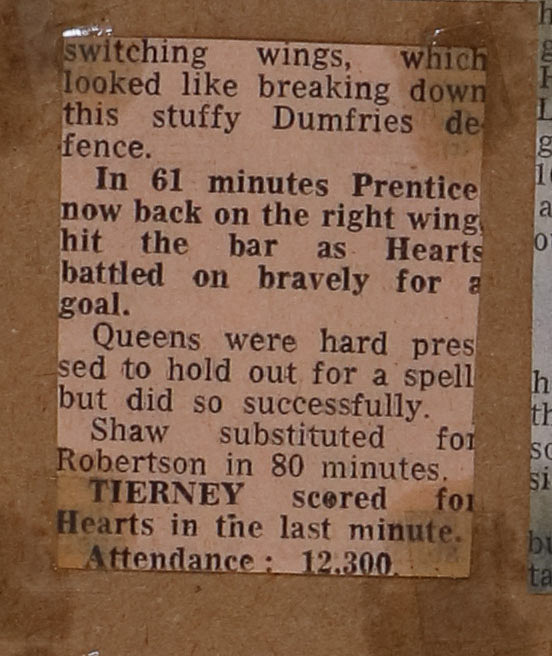 switching wings, which
looked like breaking down
this stuffy Dumfries de-
fence.
In 61 minutes Prentice
now back on the right wing,
hit the bar as Hearts
battled on bravely for a
goal.
Queens were hard pres
sed to hold out for a spell
but did so successfully.
Shaw substituted for
Robertson in 80 minutes.
TIERNEY scored for
Hearts in the last minute.
Attendance: 12,300.